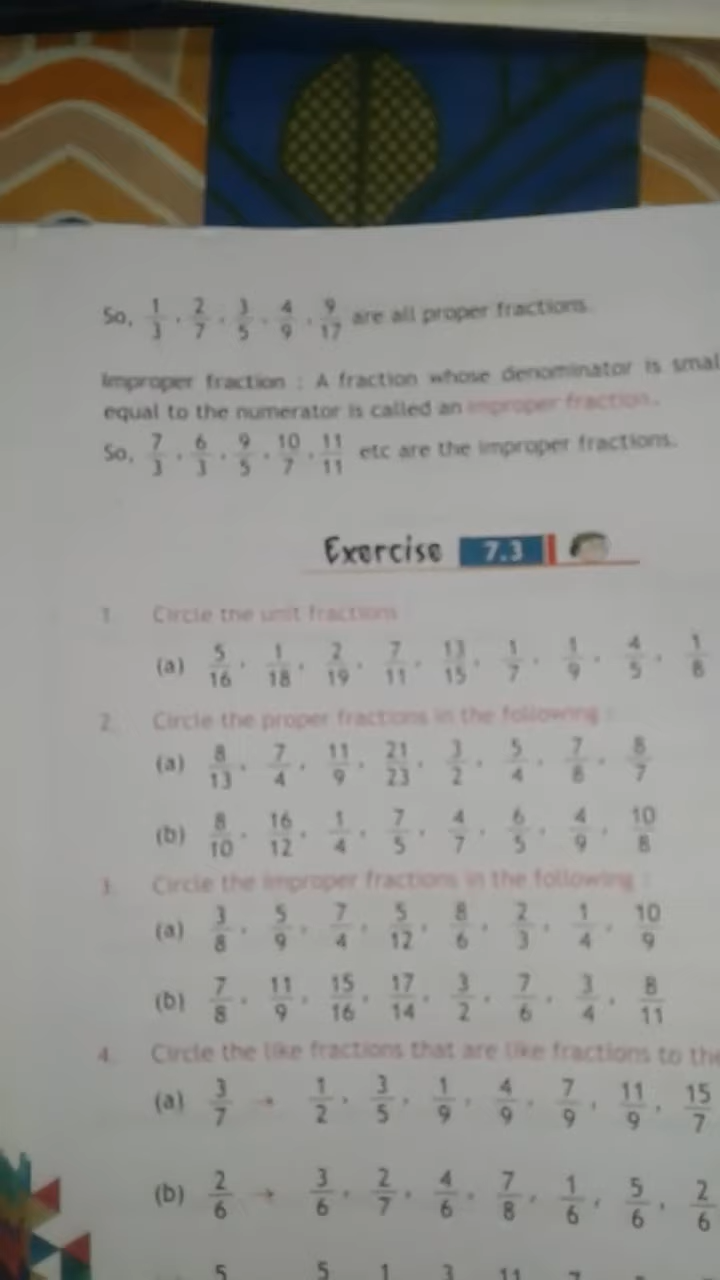 So, 1/3, 2/7, 3/5, 4/9, 9/17 are all proper fractions.
Improper fraction : A fraction whose denominator is smal
equal to the numerator is called an improper fraction.
So, 7/3, 6/3, 9/5, 10/7, 11/11 etc are the improper fractions.
Exercise 7.3
1. Circle the unit fractions
(a) 5/16, 1/18, 2/19, 7/11, 13/15, 1/7, 1/9, 4/5, 1/8
2. Circle the proper fractions in the following :
(a) 8/13, 7/4, 11/9, 21/23, 3/2, 5/4, 7/8, 8/7
(b) 8/10, 16/12, 1/4, 7/5, 4/7, 6/5, 4/9, 10/8
3. Circle the improper fractions in the following :
(a) 3/8, 5/9, 7/4, 5/12, 8/6, 2/3, 1/4, 10/9
(b) 7/8, 11/9, 15/16, 17/14, 3/2, 7/6, 3/4, 8/11
4. Circle the like fractions that are like fractions to the
(a) 3/7 → 1/2, 3/5, 1/9, 4/9, 7/9, 11/9, 15/7
(b) 2/6 → 3/6, 2/7, 4/6, 7/8, 1/6, 5/6, 2/6
5 5 1 3 11